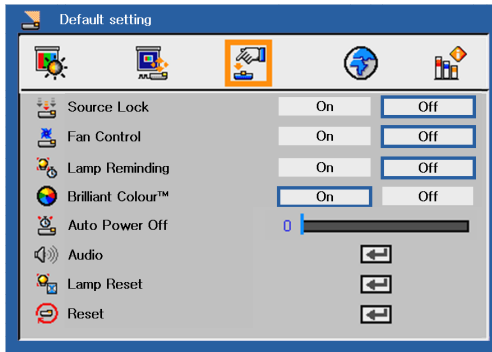 Default setting
Source Lock On Off
Fan Control On Off
Lamp Reminding On Off
Brilliant Colour™ On Off
Auto Power Off 0
Audio
Lamp Reset
Reset